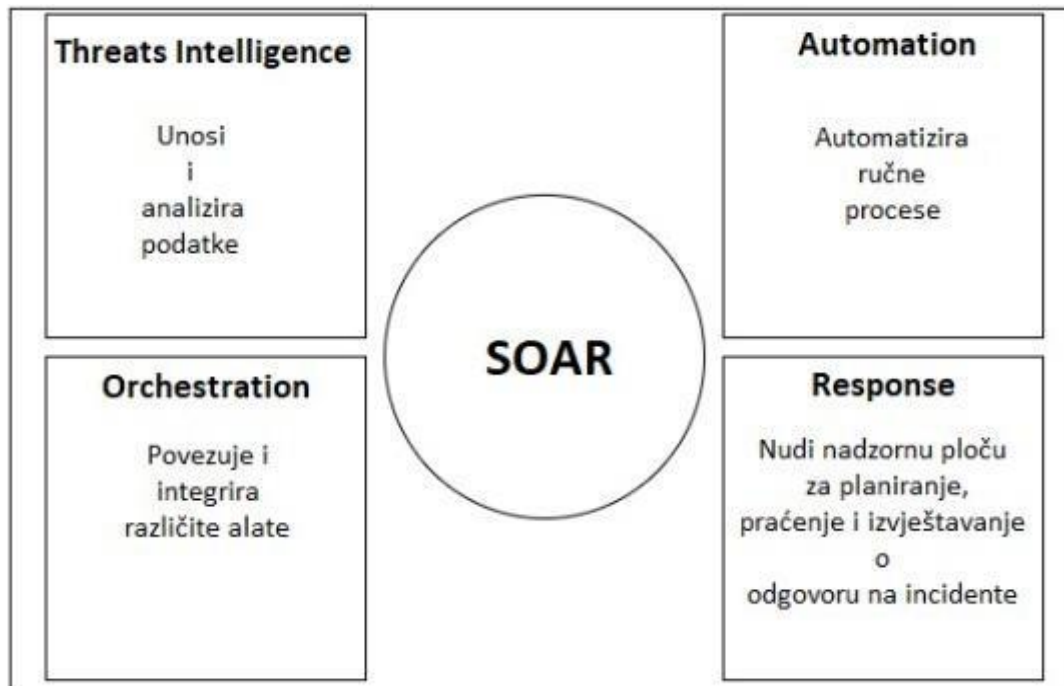 Threats Intelligence
Unosi
i
analizira
podatke
Automation
Automatizira
ručne
procese
SOAR
Orchestration
Povezuje i
integrira
različite alate
Response
Nudi nadzornu ploču
za planiranje,
praćenje i izvještavanje
o
odgovoru na incidente